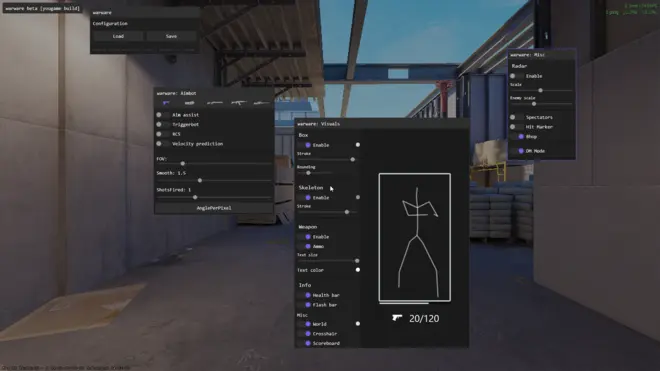 warware beta [yougame build]
warware
Configuration
Load
Save
warware: Aimbot
Aim assist
Triggerbot
RCS
Velocity prediction
FOV:
Smooth: 1.5
ShotsFired: 1
AnglePerPixel
warware: Visuals
Box
Enable
Stroke
Rounding
Skeleton
Enable
Stroke
Weapon
Enable
Ammo
Text size
Text color
Info
Health bar
Flash bar
Misc
World
Crosshair
Scoreboard
20/120
warware: Misc
Radar
Enable
Scale
Enemy scale
Spectators
Hit Marker
Bhop
DM Mode